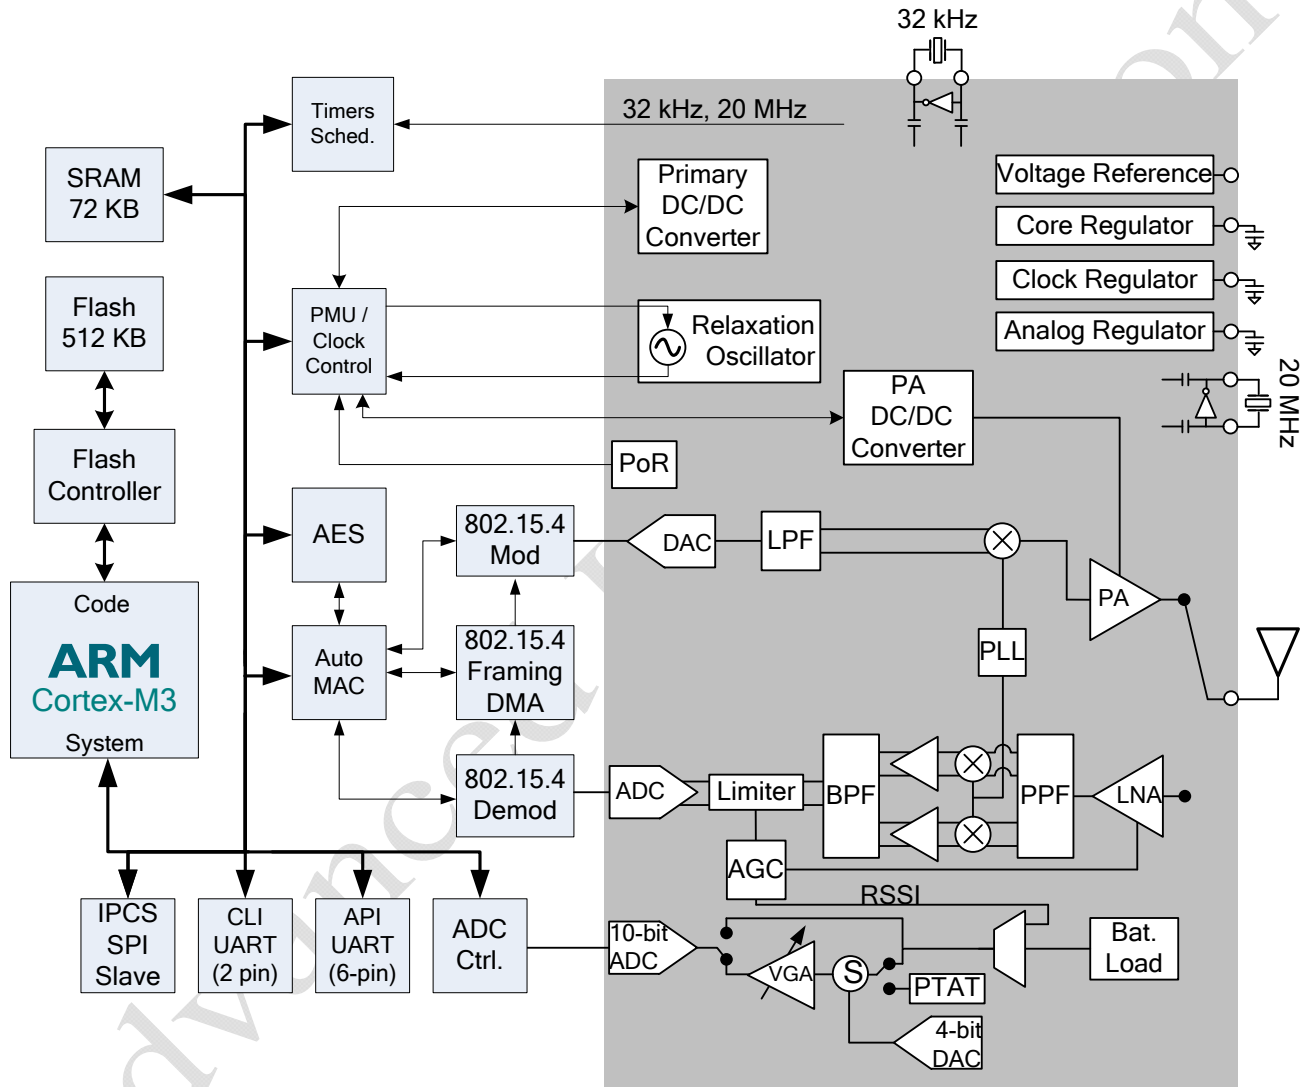 32 kHz
Timers
Sched.
32 kHz, 20 MHz
SRAM
72 KB
Primary
DC/DC
Converter
Voltage Reference
Core Regulator
Clock Regulator
Analog Regulator
Flash
512 KB
PMU /
Clock
Control
Relaxation
Oscillator
20 MHz
PA
DC/DC
Converter
Flash
Controller
PoR
AES
802.15.4
Mod
DAC
LPF
PA
Code
ARM
Cortex-M3
System
Auto
MAC
802.15.4
Framing
DMA
PLL
802.15.4
Demod
ADC
Limiter
BPF
PPF
LNA
AGC
RSSI
IPCS
SPI
Slave
CLI
UART
(2 pin)
API
UART
(6-pin)
ADC
Ctrl.
10-bit
ADC
VGA
S
PTAT
Bat.
Load
4-bit
DAC